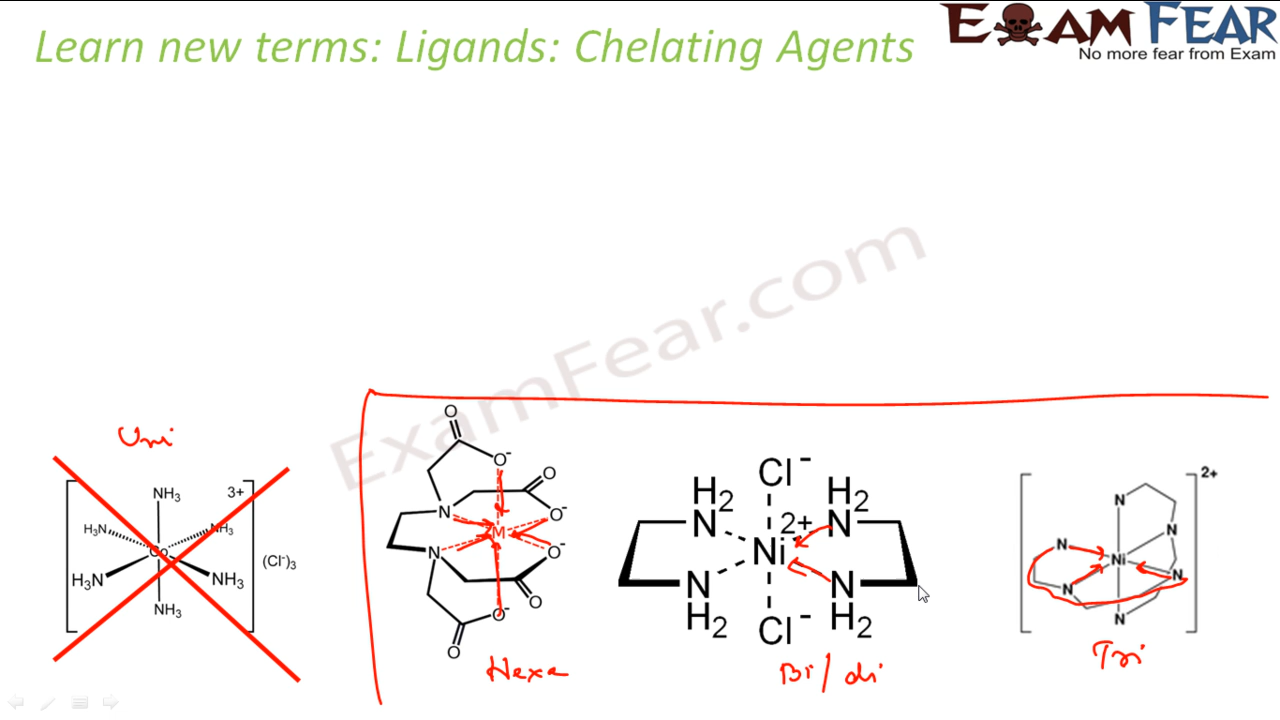 Learn new terms: Ligands: Chelating Agents
EXAM FEAR
No more fear from Exam
ExamFear.com
Uni
NH3
3+
H3N
NH3
Co
(Cl-)3
H3N
NH3
NH3
O
O-
O
N
O-
M
N
O-
O
O-
O
Hexa
Cl-
H2
H2
N
2+
N
Ni
N
N
H2
H2
Cl-
Bi/di
2+
N
N
N
Ni
N
N
N
Tri